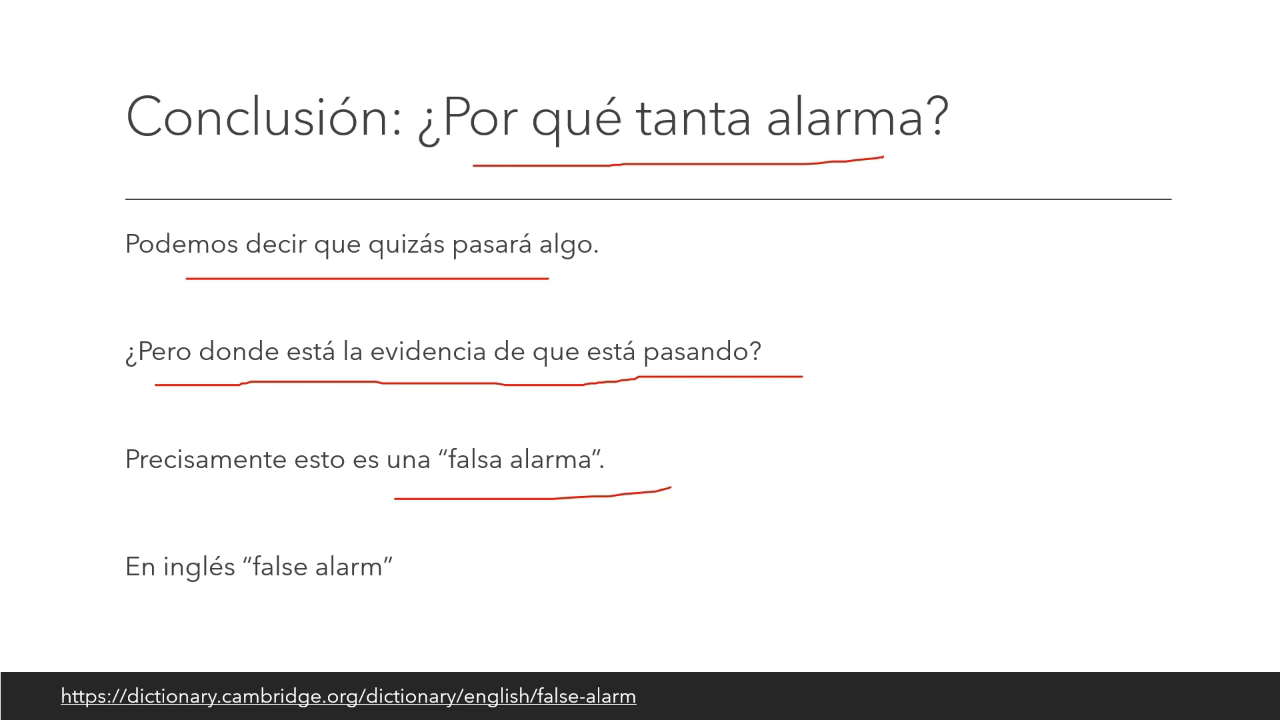 Conclusión: ¿Por qué tanta alarma?
Podemos decir que quizás pasará algo.
¿Pero donde está la evidencia de que está pasando?
Precisamente esto es una “falsa alarma”.
En inglés “false alarm”
https://dictionary.cambridge.org/dictionary/english/false-alarm